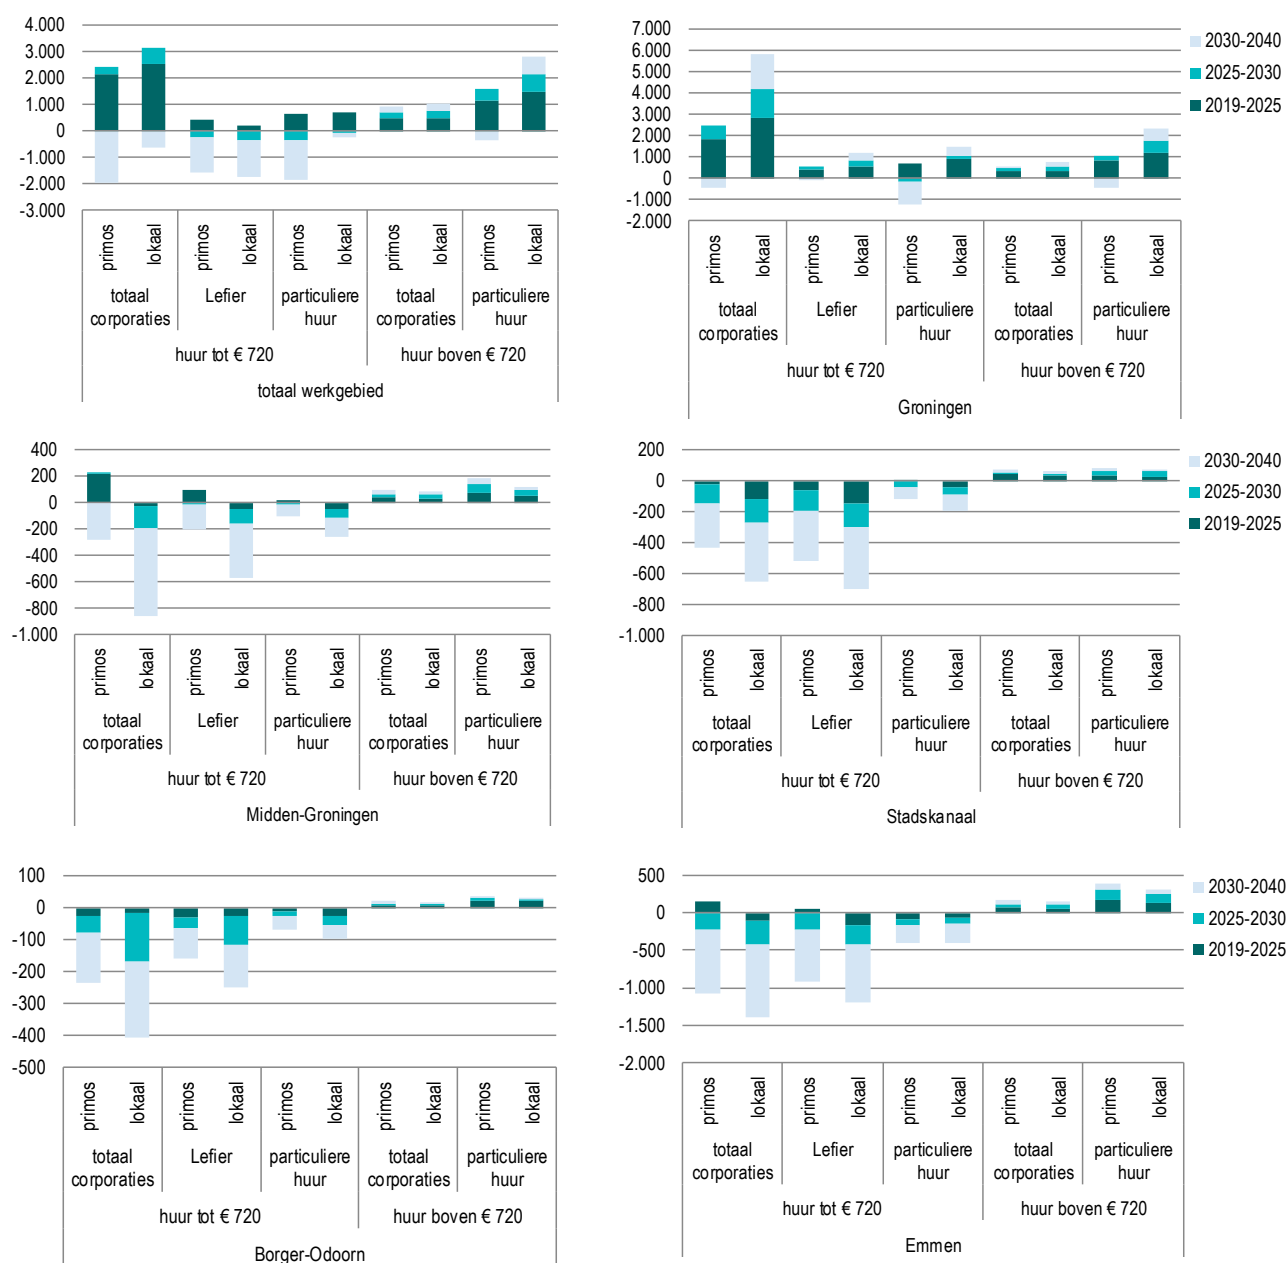 4.000
3.000
2.000
1.000
0
-1.000
-2.000
-3.000
primos lokaal primos lokaal primos lokaal primos lokaal primos lokaal
totaal corporaties Lefier particuliere huur totaal corporaties particuliere huur
huur tot € 720 huur boven € 720
totaal werkgebied
7.000
6.000
5.000
4.000
3.000
2.000
1.000
0
-1.000
-2.000
primos lokaal primos lokaal primos lokaal primos lokaal primos lokaal
totaal corporaties Lefier particuliere huur totaal corporaties particuliere huur
huur tot € 720 huur boven € 720
Groningen
2030-2040
2025-2030
2019-2025
400
200
0
-200
-400
-600
-800
-1.000
primos lokaal primos lokaal primos lokaal primos lokaal primos lokaal
totaal corporaties Lefier particuliere huur totaal corporaties particuliere huur
huur tot € 720 huur boven € 720
Midden-Groningen
200
0
-200
-400
-600
-800
-1.000
primos lokaal primos lokaal primos lokaal primos lokaal primos lokaal
totaal corporaties Lefier particuliere huur totaal corporaties particuliere huur
huur tot € 720 huur boven € 720
Stadskanaal
2030-2040
2025-2030
2019-2025
100
0
-100
-200
-300
-400
-500
primos lokaal primos lokaal primos lokaal primos lokaal primos lokaal
totaal corporaties Lefier particuliere huur totaal corporaties particuliere huur
huur tot € 720 huur boven € 720
Borger-Odoorn
500
0
-500
-1.000
-1.500
-2.000
primos lokaal primos lokaal primos lokaal primos lokaal primos lokaal
totaal corporaties Lefier particuliere huur totaal corporaties particuliere huur
huur tot € 720 huur boven € 720
Emmen
2030-2040
2025-2030
2019-2025